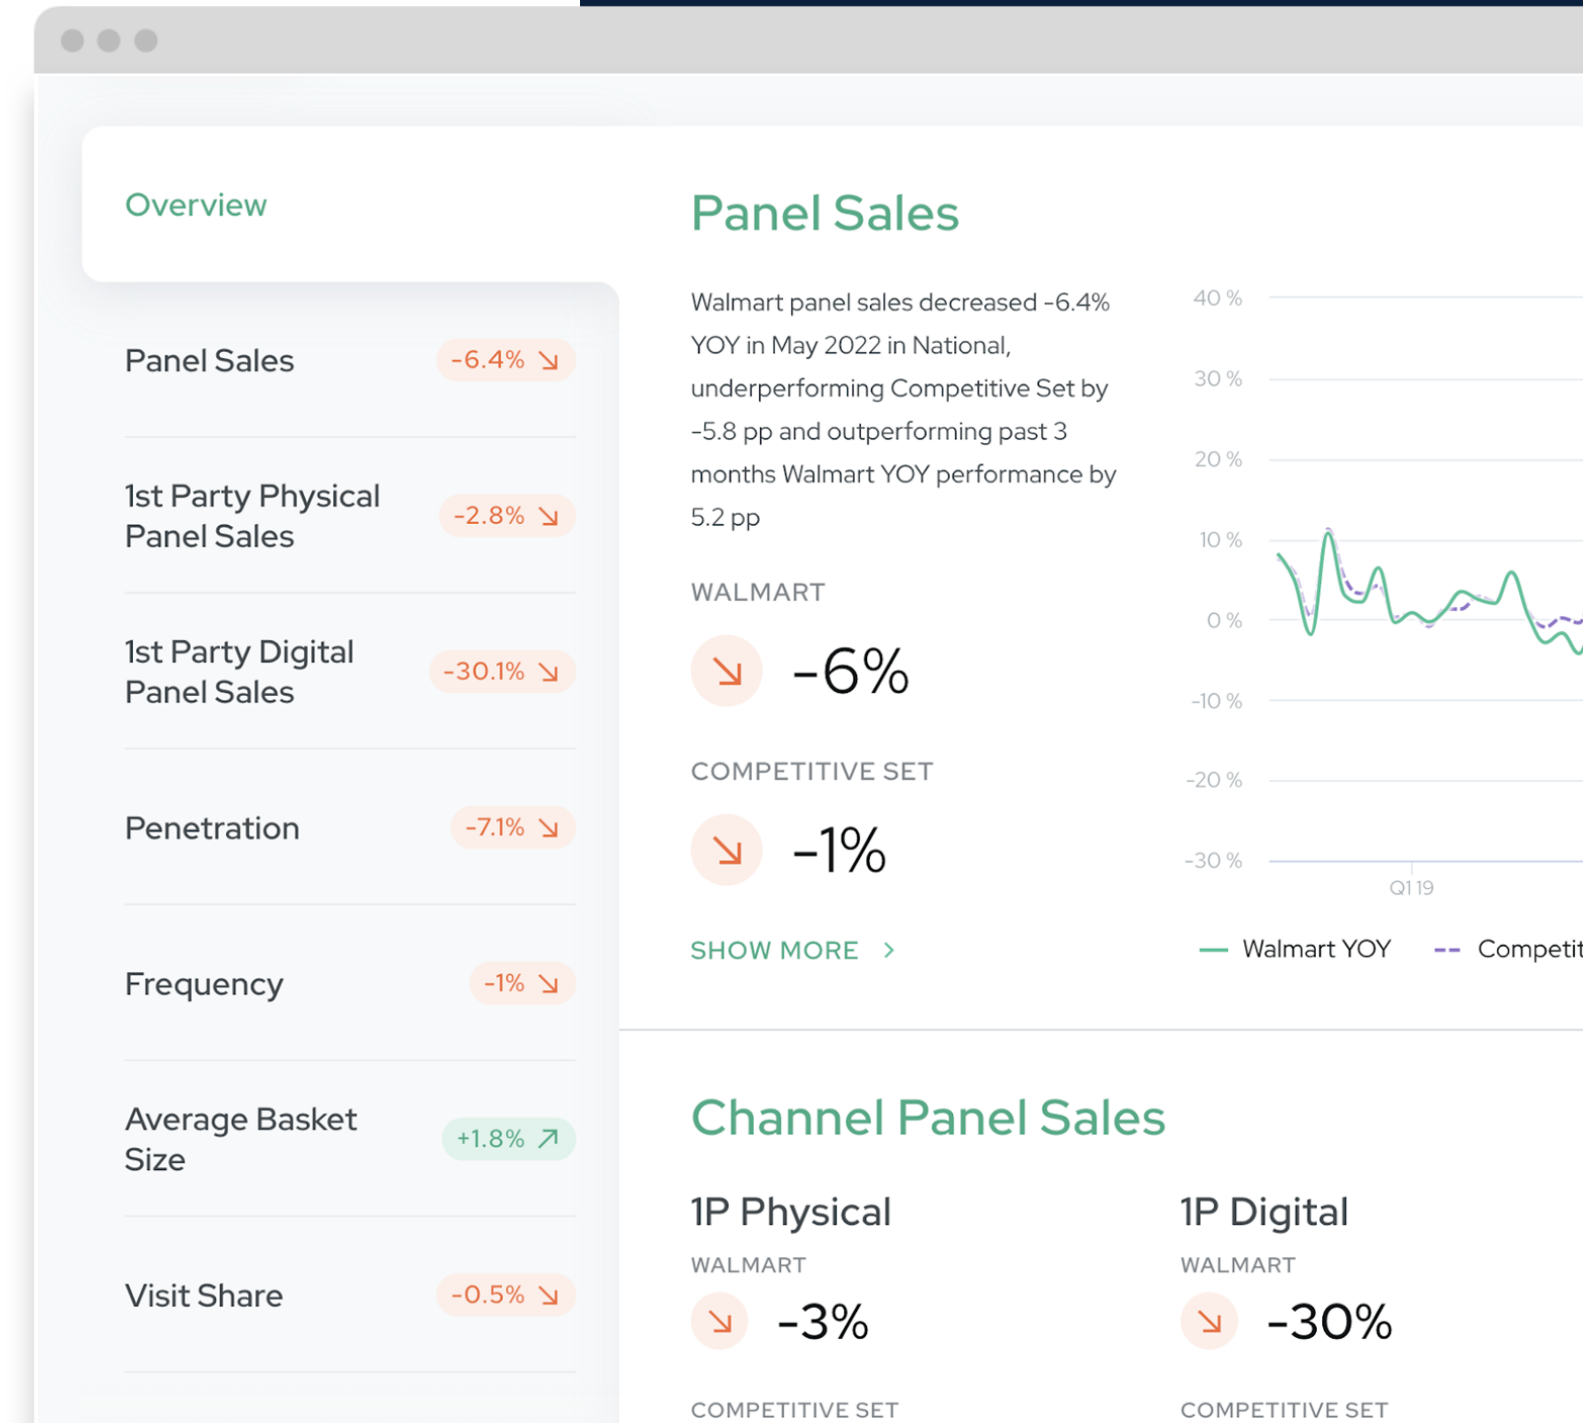 Overview
Panel Sales
-6.4%
1st Party Physical
Panel Sales
-2.8%
1st Party Digital
Panel Sales
-30.1%
Penetration
-7.1%
Frequency
-1%
Average Basket
Size
+1.8%
Visit Share
-0.5%
Panel Sales
Walmart panel sales decreased -6.4%
YOY in May 2022 in National,
underperforming Competitive Set by
-5.8 pp and outperforming past 3
months Walmart YOY performance by
5.2 pp
WALMART
-6%
COMPETITIVE SET
-1%
SHOW MORE
40 %
30 %
20 %
10 %
0 %
-10 %
-20 %
-30 %
Q1 19
Walmart YOY
Competit
Channel Panel Sales
1P Physical
WALMART
-3%
COMPETITIVE SET
1P Digital
WALMART
-30%
COMPETITIVE SET